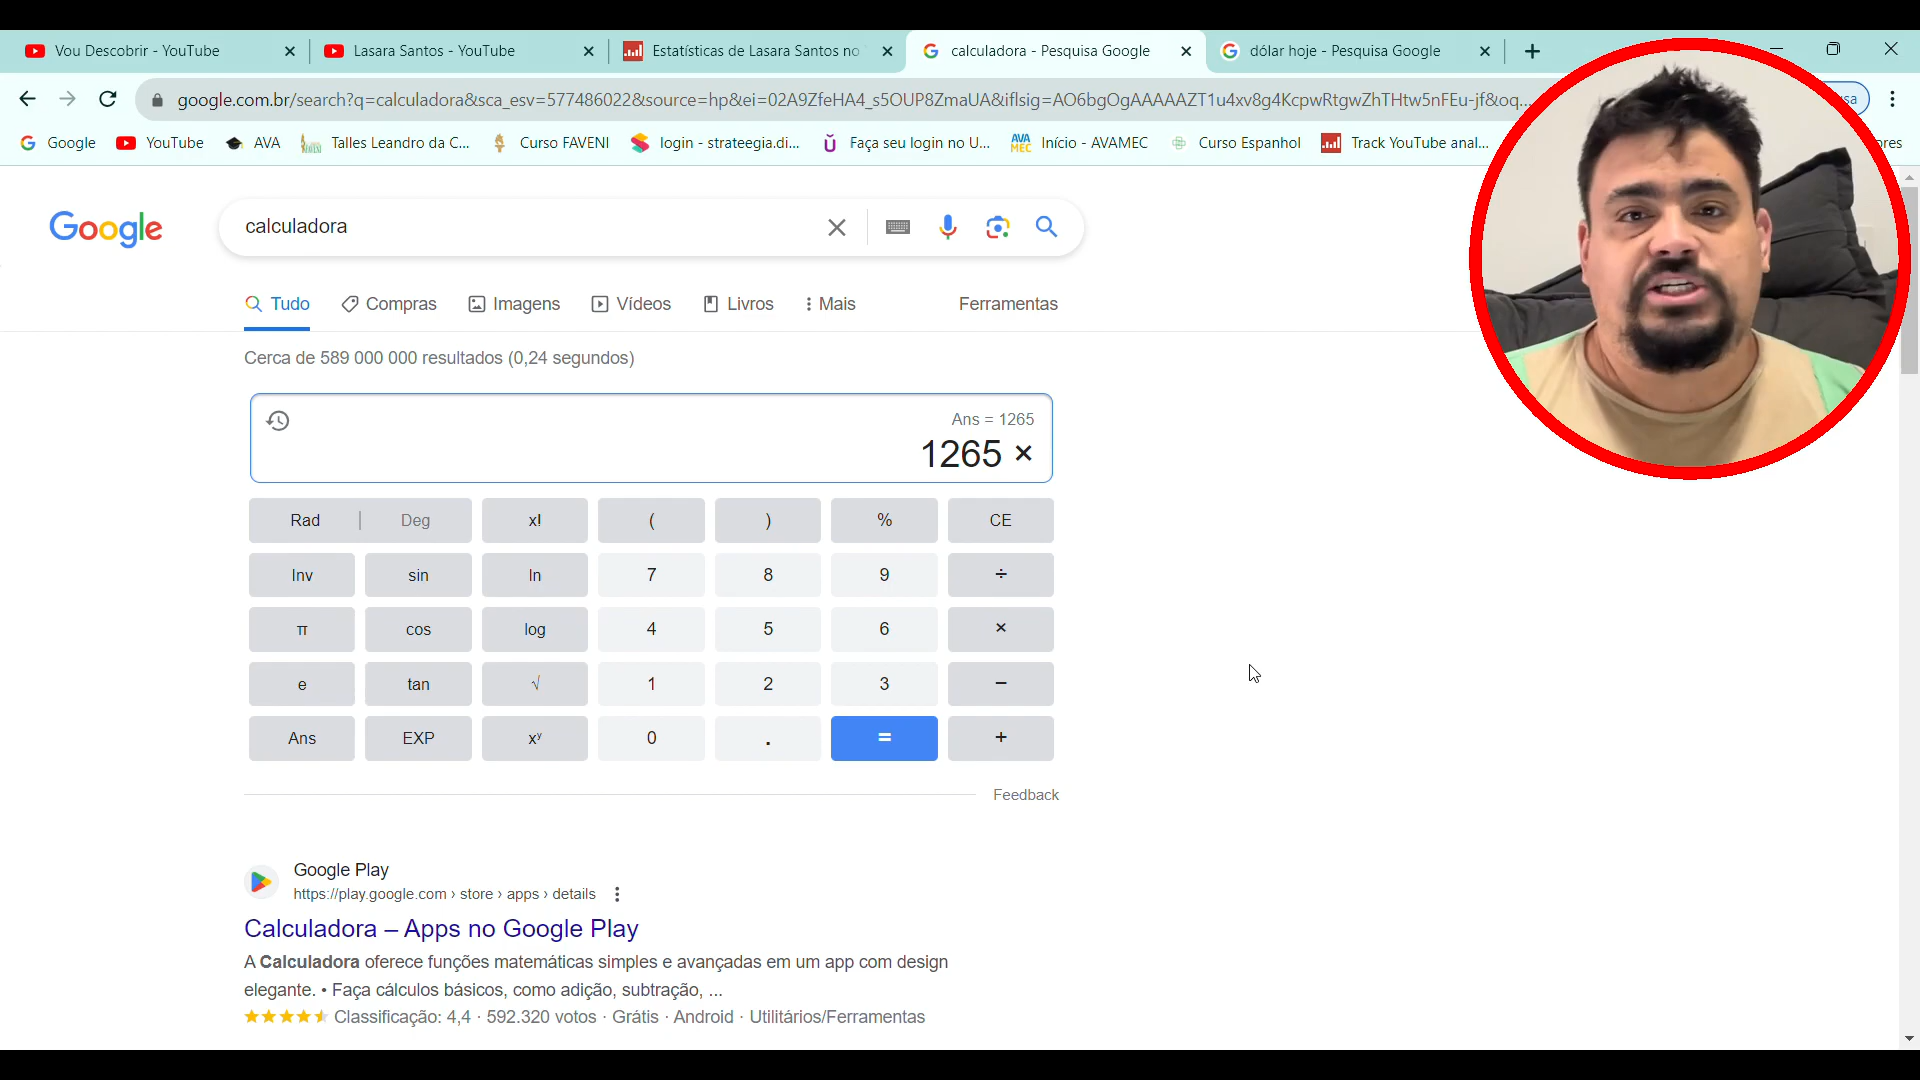 Vou Descobrir - YouTube
Lasara Santos - YouTube
Estatísticas de Lasara Santos no
calculadora - Pesquisa Google
dólar hoje - Pesquisa Google
google.com.br/search?q=calculadora&sca_esv=577486022&source=hp&ei=02A9ZfeHA4_s5OUP8ZmaUA&iflsig=AO6bgOgAAAAAZT1u4xv8g4KcpwRtgwZhTHtw5nFEu-jf&oq...
Google
YouTube
AVA
Talles Leandro da C...
Curso FAVENI
login - strateegia.di...
Faça seu login no U...
AVA MEC
Início - AVAMEC
Curso Espanhol
Track YouTube anal...
Google
calculadora
Tudo
Compras
Imagens
Vídeos
Livros
Mais
Ferramentas
Cerca de 589 000 000 resultados (0,24 segundos)
Ans = 1265
1265 ×
Rad | Deg x! ( ) % CE
Inv sin ln 7 8 9 ÷
π cos log 4 5 6 ×
e tan √ 1 2 3 −
Ans EXP xʸ 0 . = +
Feedback
Google Play
https://play.google.com › store › apps › details
Calculadora – Apps no Google Play
A Calculadora oferece funções matemáticas simples e avançadas em um app com design
elegante. • Faça cálculos básicos, como adição, subtração, ...
Classificação: 4,4 · 592.320 votos · Grátis · Android · Utilitários/Ferramentas